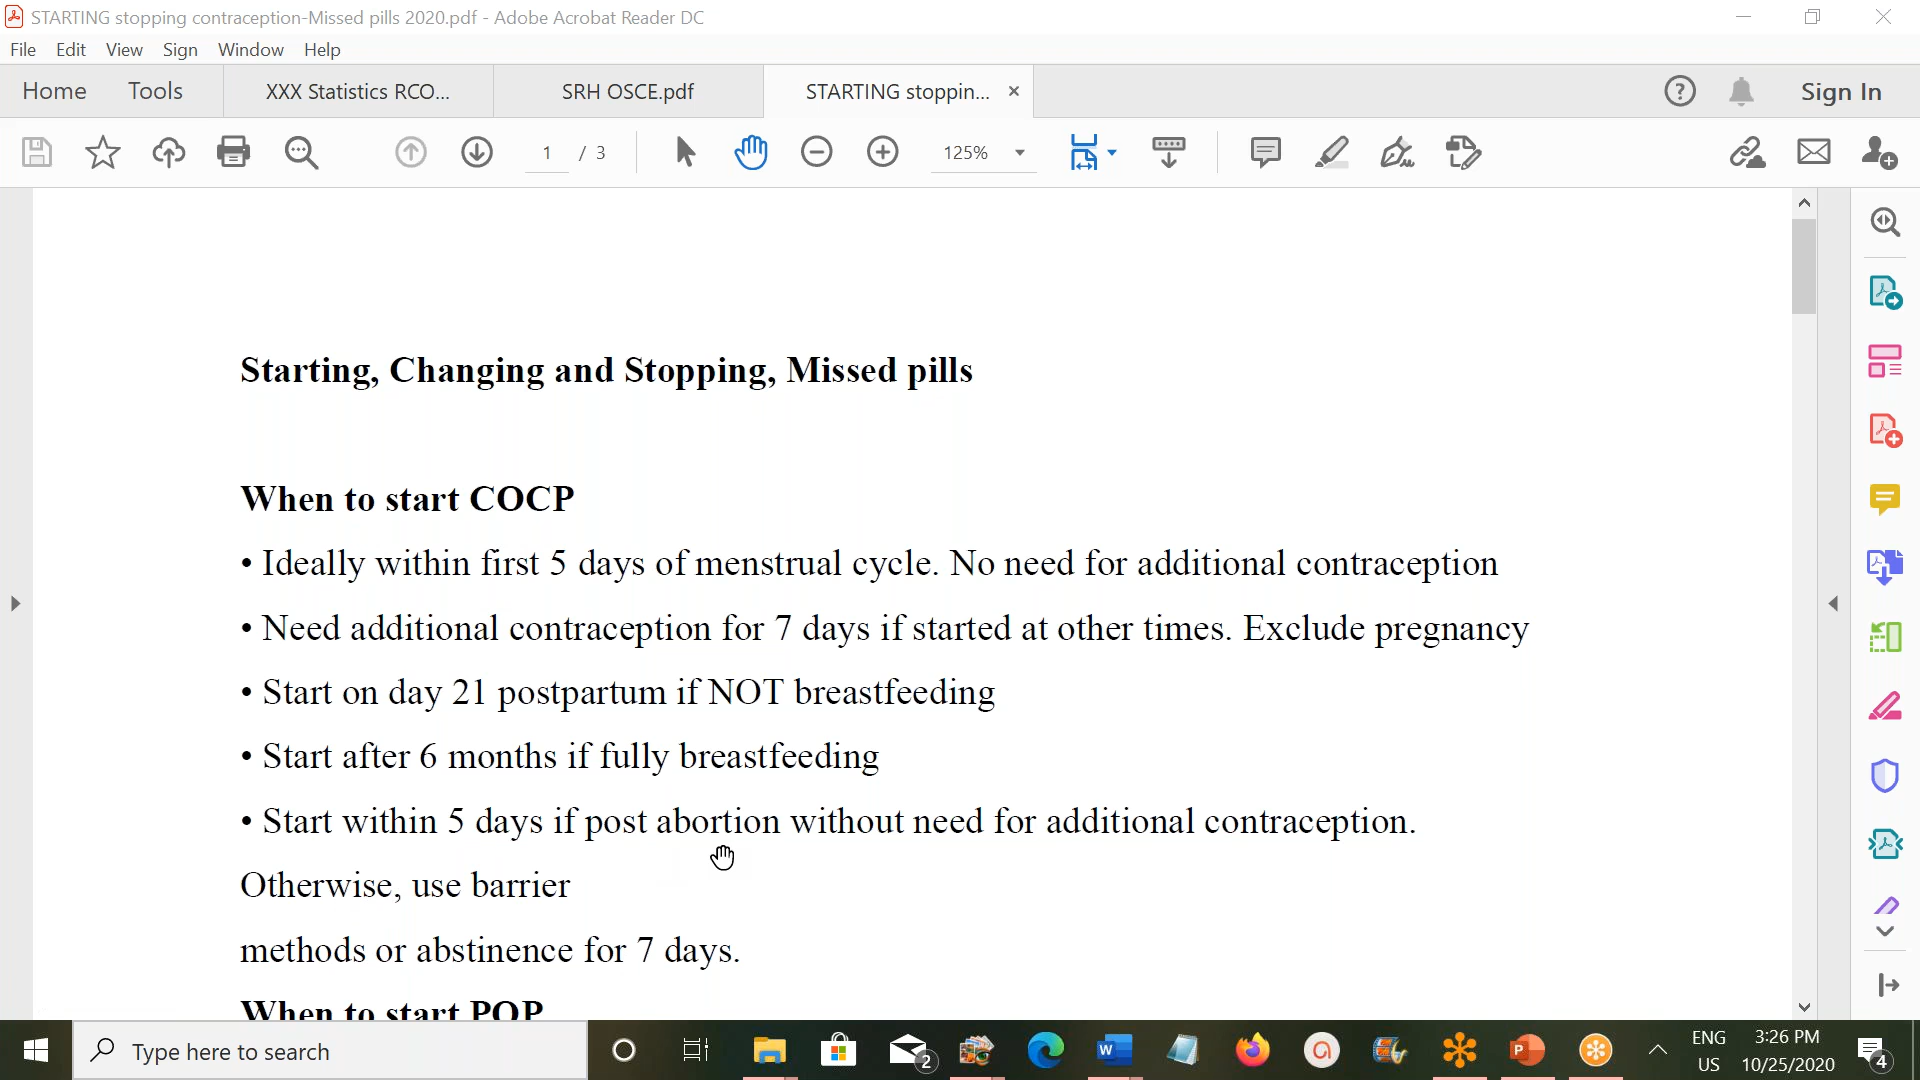 STARTING stopping contraception-Missed pills 2020.pdf - Adobe Acrobat Reader DC
File Edit View Sign Window Help
Home Tools XXX Statistics RCO... SRH OSCE.pdf STARTING stoppin... × Sign In
1 / 3 125%
Starting, Changing and Stopping, Missed pills
When to start COCP
• Ideally within first 5 days of menstrual cycle. No need for additional contraception
• Need additional contraception for 7 days if started at other times. Exclude pregnancy
• Start on day 21 postpartum if NOT breastfeeding
• Start after 6 months if fully breastfeeding
• Start within 5 days if post abortion without need for additional contraception.
Otherwise, use barrier
methods or abstinence for 7 days.
When to start POP
Type here to search
2
ENG 3:26 PM
US 10/25/2020
4